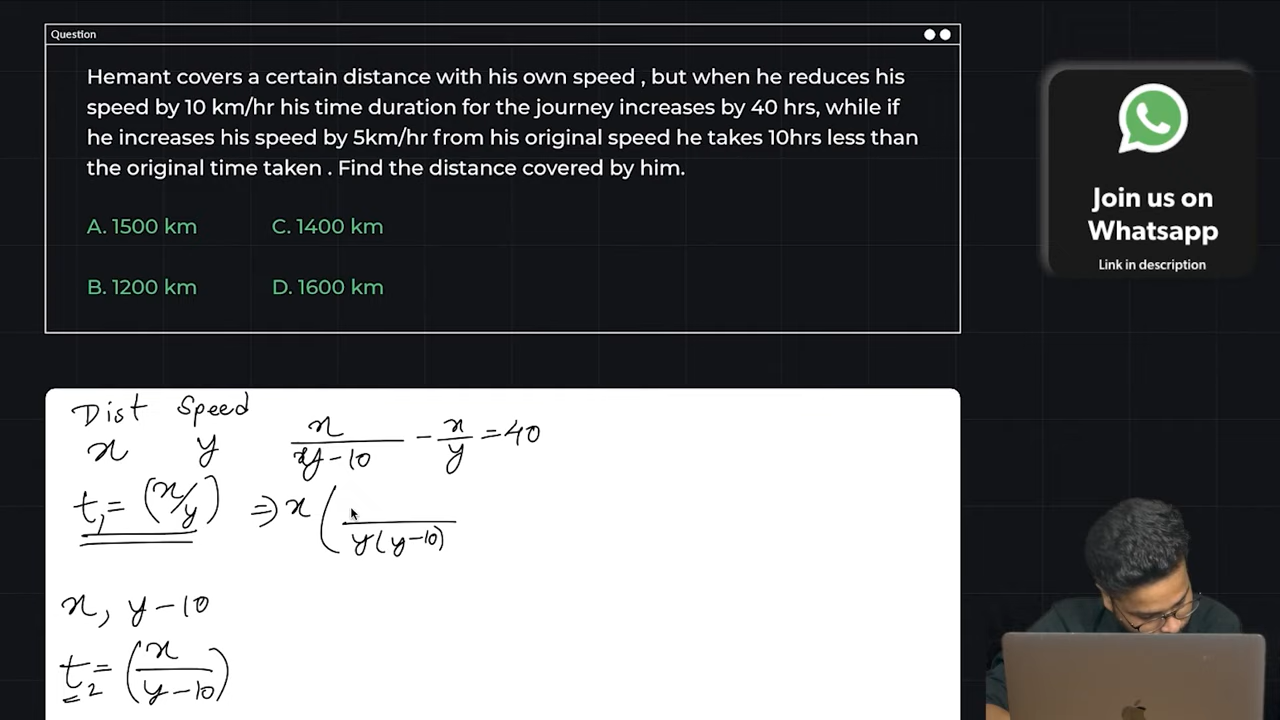 Question
Hemant covers a certain distance with his own speed , but when he reduces his
speed by 10 km/hr his time duration for the journey increases by 40 hrs, while if
he increases his speed by 5km/hr from his original speed he takes 10hrs less than
the original time taken . Find the distance covered by him.
A. 1500 km C. 1400 km
B. 1200 km D. 1600 km
Join us on
Whatsapp
Link in description
Dist Speed
x y
x/(y-10) - x/y = 40
t₁ = (x/y) => x ( /y(y-10)
x, y-10
t₂ = (x/(y-10))